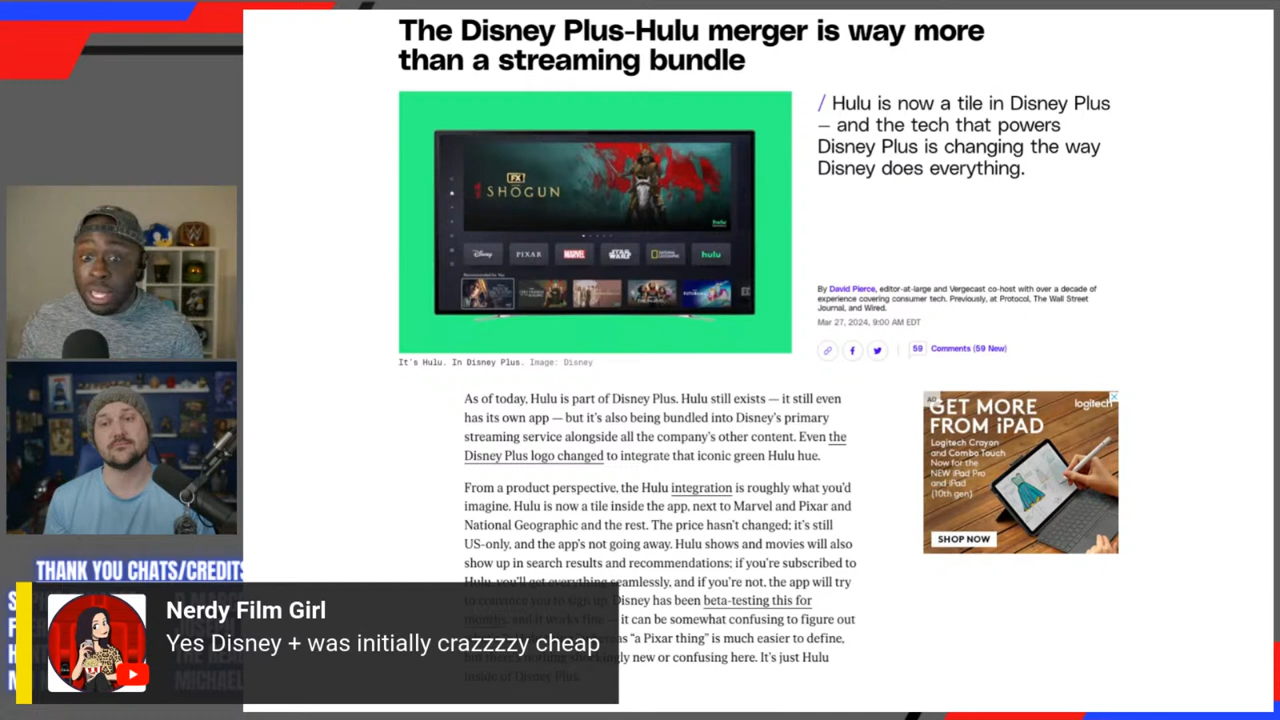 The Disney Plus-Hulu merger is way more
than a streaming bundle
/ Hulu is now a tile in Disney Plus
— and the tech that powers
Disney Plus is changing the way
Disney does everything.
FX
SHŌGUN
hulu
Disney
PIXAR
MARVEL
STAR WARS
NATIONAL GEOGRAPHIC
hulu
Recommended For You
By David Pierce, editor-at-large and Vergecast co-host with over a decade of
experience covering consumer tech. Previously, at Protocol, The Wall Street
Journal, and Wired.
Mar 27, 2024, 9:00 AM EDT
59 Comments (59 New)
It's Hulu. In Disney Plus. Image: Disney
As of today, Hulu is part of Disney Plus. Hulu still exists — it still even
has its own app — but it's also being bundled into Disney's primary
streaming service alongside all the company's other content. Even the
Disney Plus logo changed to integrate that iconic green Hulu hue.
From a product perspective, the Hulu integration is roughly what you'd
imagine. Hulu is now a tile inside the app, next to Marvel and Pixar and
National Geographic and the rest. The price hasn't changed; it's still
US-only, and the app's not going away. Hulu shows and movies will also
show up in search results and recommendations; if you're subscribed to
Hulu, you'll get everything seamlessly, and if you're not, the app will try
to convince you to sign up. Disney has been beta-testing this for
months, and it works fine — it can be somewhat confusing to figure out
as "a Pixar thing" is much easier to define,
but there's nothing shockingly new or confusing here. It's just Hulu
inside of Disney Plus.
AD
GET MORE
FROM iPAD
logitech
Logitech Crayon
and Combo Touch
Now for the
NEW iPad Pro
and iPad
(10th gen)
SHOP NOW
W
THANK YOU CHATS/CREDITS
MICHAEL
Nerdy Film Girl
Yes Disney + was initially crazzzzy cheap